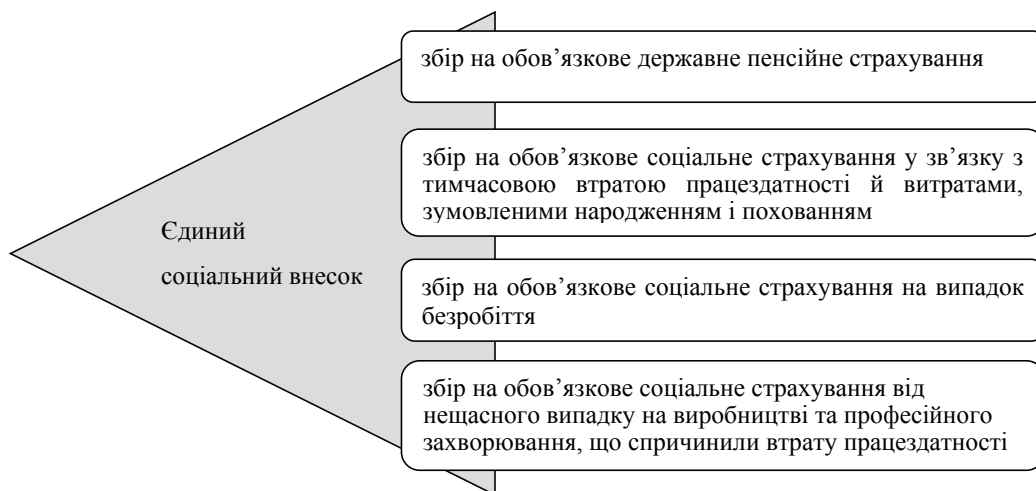 збір на обов’язкове державне пенсійне страхування
збір на обов’язкове соціальне страхування у зв’язку з
тимчасовою втратою працездатності й витратами,
зумовленими народженням і похованням
Єдиний
соціальний внесок
збір на обов’язкове соціальне страхування на випадок
безробіття
збір на обов’язкове соціальне страхування від
нещасного випадку на виробництві та професійного
захворювання, що спричинили втрату працездатності